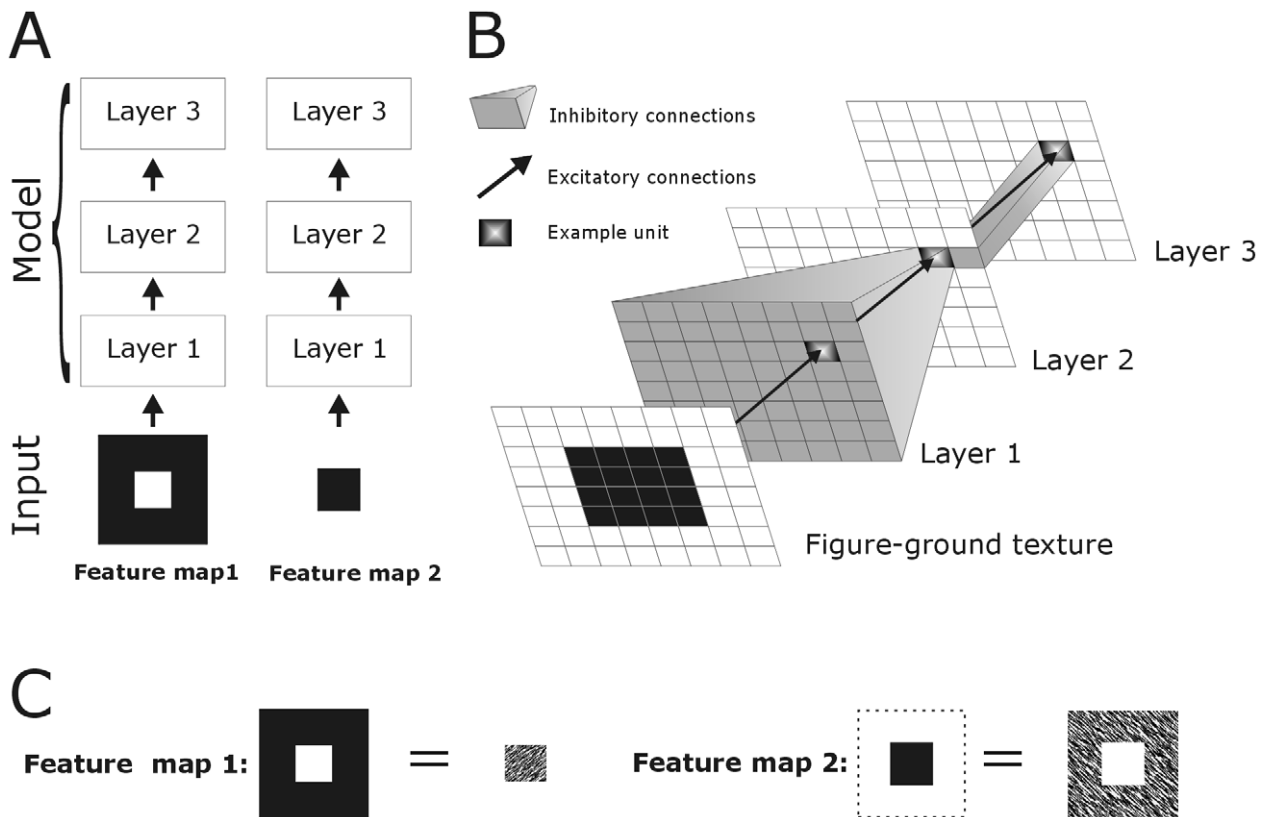 A
Model
Layer 3
Layer 3
Layer 2
Layer 2
Layer 1
Layer 1
Input
Feature map1
Feature map 2
B
Inhibitory connections
Excitatory connections
Example unit
Layer 3
Layer 2
Layer 1
Figure-ground texture
C
Feature map 1: =
Feature map 2: =